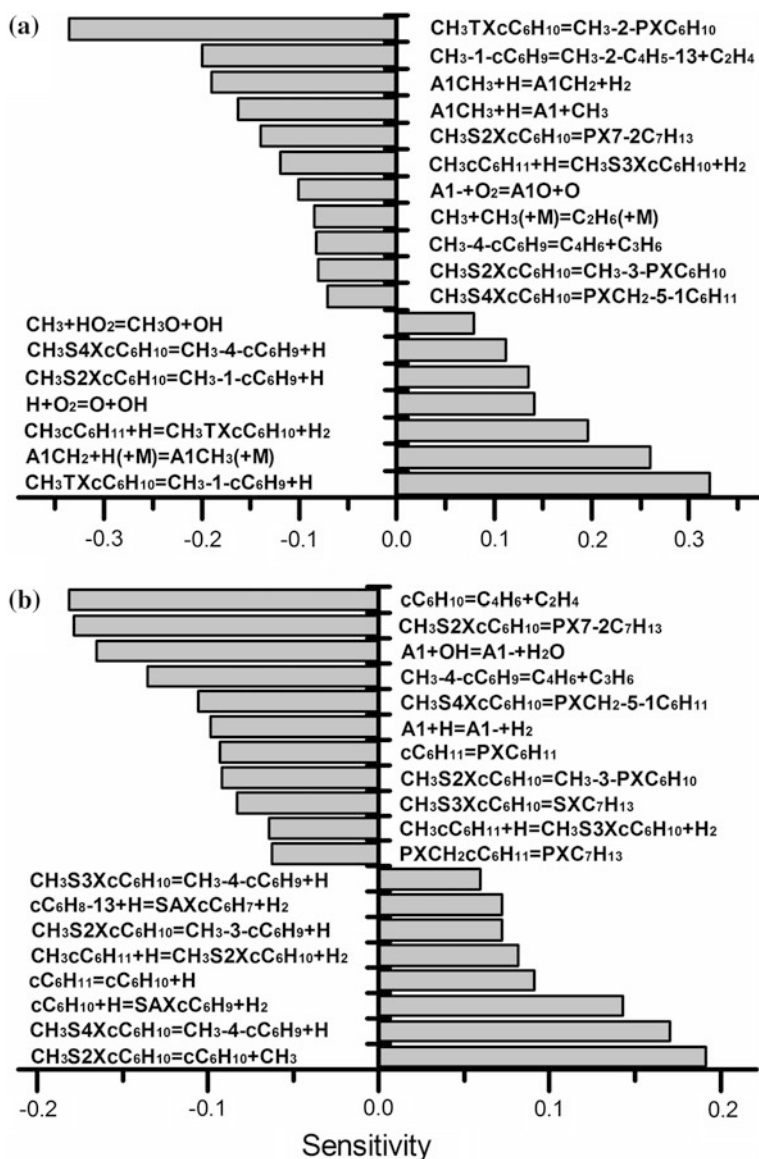 (a)
CH₃TXcC₆H₁₀=CH₃-2-PXC₆H₁₀
CH₃-1-cC₆H₉=CH₃-2-C₄H₅-13+C₂H₄
A1CH₃+H=A1CH₂+H₂
A1CH₃+H=A1+CH₃
CH₃S2XcC₆H₁₀=PX7-2C₇H₁₃
CH₃cC₆H₁₁+H=CH₃S3XcC₆H₁₀+H₂
A1-+O₂=A1O+O
CH₃+CH₃(+M)=C₂H₆(+M)
CH₃-4-cC₆H₉=C₄H₆+C₃H₆
CH₃S2XcC₆H₁₀=CH₃-3-PXC₆H₁₀
CH₃S4XcC₆H₁₀=PXCH₂-5-1C₆H₁₁
CH₃+HO₂=CH₃O+OH
CH₃S4XcC₆H₁₀=CH₃-4-cC₆H₉+H
CH₃S2XcC₆H₁₀=CH₃-1-cC₆H₉+H
H+O₂=O+OH
CH₃cC₆H₁₁+H=CH₃TXcC₆H₁₀+H₂
A1CH₂+H(+M)=A1CH₃(+M)
CH₃TXcC₆H₁₀=CH₃-1-cC₆H₉+H
-0.3 -0.2 -0.1 0.0 0.1 0.2 0.3
(b)
cC₆H₁₀=C₄H₆+C₂H₄
CH₃S2XcC₆H₁₀=PX7-2C₇H₁₃
A1+OH=A1-+H₂O
CH₃-4-cC₆H₉=C₄H₆+C₃H₆
CH₃S4XcC₆H₁₀=PXCH₂-5-1C₆H₁₁
A1+H=A1-+H₂
cC₆H₁₁=PXC₆H₁₁
CH₃S2XcC₆H₁₀=CH₃-3-PXC₆H₁₀
CH₃S3XcC₆H₁₀=SXC₇H₁₃
CH₃cC₆H₁₁+H=CH₃S3XcC₆H₁₀+H₂
PXCH₂cC₆H₁₁=PXC₇H₁₃
CH₃S3XcC₆H₁₀=CH₃-4-cC₆H₉+H
cC₆H₈-13+H=SAXcC₆H₇+H₂
CH₃S2XcC₆H₁₀=CH₃-3-cC₆H₉+H
CH₃cC₆H₁₁+H=CH₃S2XcC₆H₁₀+H₂
cC₆H₁₁=cC₆H₁₀+H
cC₆H₁₀+H=SAXcC₆H₉+H₂
CH₃S4XcC₆H₁₀=CH₃-4-cC₆H₉+H
CH₃S2XcC₆H₁₀=cC₆H₁₀+CH₃
-0.2 -0.1 0.0 0.1 0.2
Sensitivity